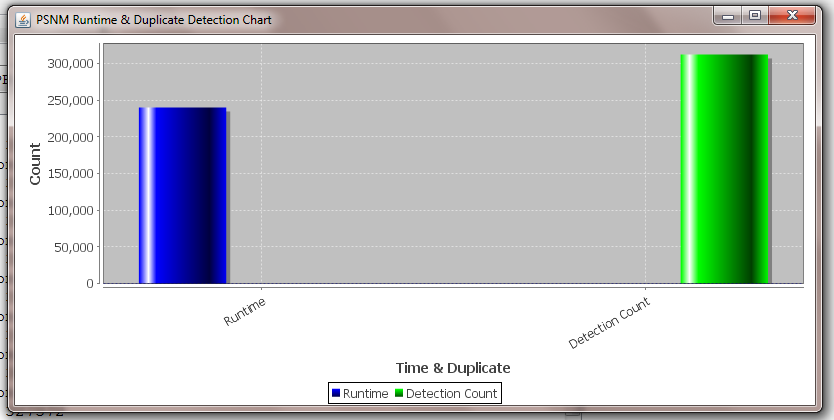 PSNM Runtime & Duplicate Detection Chart
300,000
250,000
200,000
150,000
100,000
50,000
0
Count
Runtime
Detection Count
Time & Duplicate
Runtime Detection Count